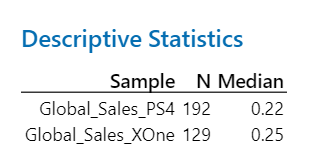 Descriptive Statistics
Sample N Median
Global_Sales_PS4 192 0.22
Global_Sales_XOne 129 0.25